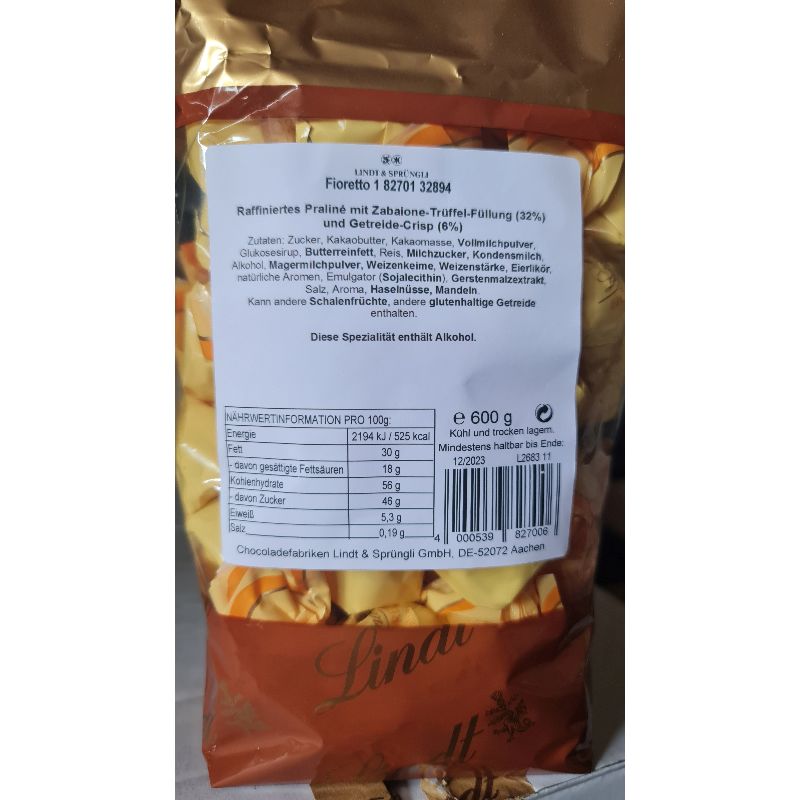 LINDT & SPRÜNGLI
Fioretto 1 82701 32894
Raffiniertes Praliné mit Zabaione-Trüffel-Füllung (32%)
und Getreide-Crisp (6%)
Zutaten: Zucker, Kakaobutter, Kakaomasse, Vollmilchpulver,
Glukosesirup, Butterreinfett, Reis, Milchzucker, Kondensmilch,
Alkohol, Magermilchpulver, Weizenkeime, Weizenstärke, Eierlikör,
natürliche Aromen, Emulgator (Sojalecithin), Gerstenmalzextrakt,
Salz, Aroma, Haselnüsse, Mandeln.
Kann andere Schalenfrüchte, andere glutenhaltige Getreide
enthalten.
Diese Spezialität enthält Alkohol.
NÄHRWERTINFORMATION PRO 100g:
Energie 2194 kJ / 525 kcal
Fett 30 g
- davon gesättigte Fettsäuren 18 g
Kohlenhydrate 56 g
- davon Zucker 46 g
Eiweiß 5,3 g
Salz 0,19 g
e 600 g
Kühl und trocken lagern.
Mindestens haltbar bis Ende:
12/2023 L2683 11
4 000539 827006
Chocoladefabriken Lindt & Sprüngli GmbH, DE-52072 Aachen
Lindt
Lindt